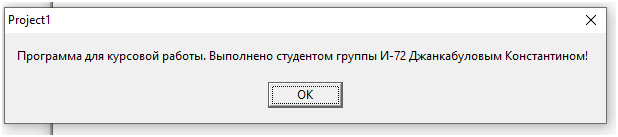 Project1
Программа для курсовой работы. Выполнено студентом группы И-72 Джанкабуловым Константином!
OK